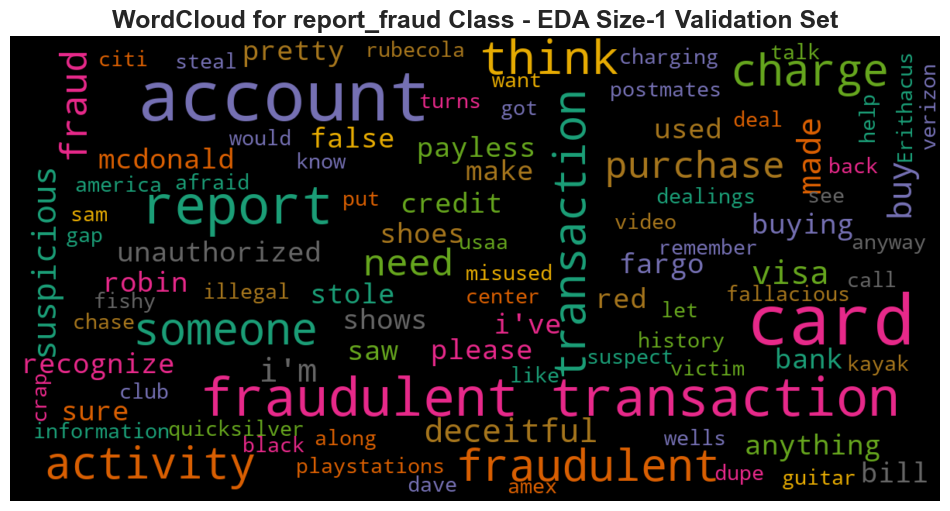 WordCloud for report_fraud Class - EDA Size-1 Validation Set
citi
steal
pretty
rubecola
think
charging
talk
charge
fraud
account
turns
want
got
postmates
help
Erithacus
verizon
would
false
know
payless
transaction
used
deal
made
mcdonald
make
purchase
back
buy
america
afraid
put
credit
dealings
see
suspicious
sam
report
gap
shoes
usaa
video
buying
unauthorized
need
remember
anyway
robin
misused
fargo
visa
call
fishy
illegal
stole
center
red
fallacious
chase
someone
shows
i've
let
card
recognize
i'm
saw
please
history
suspect
bank
kayak
crap
club
like
victim
sure
fraudulent transaction
information
quicksilver
black
along
deceitful
wells
anything
activity
playstations
fraudulent
dupe
guitar
bill
dave
amex